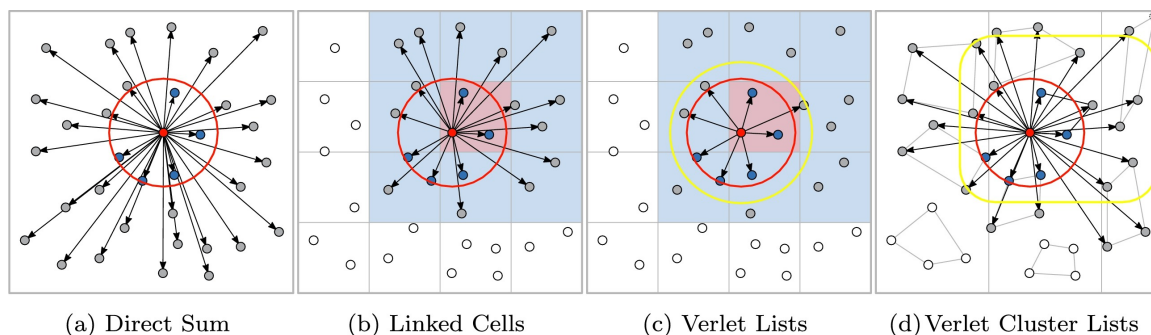 (a) Direct Sum
(b) Linked Cells
(c) Verlet Lists
(d) Verlet Cluster Lists